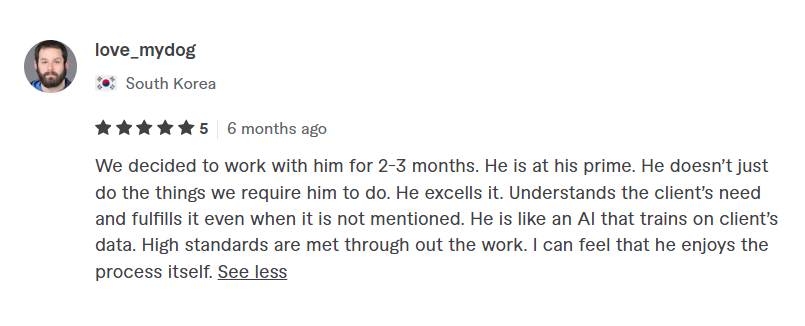 love_mydog
South Korea
5 6 months ago
We decided to work with him for 2-3 months. He is at his prime. He doesn't just
do the things we require him to do. He excells it. Understands the client's need
and fulfills it even when it is not mentioned. He is like an AI that trains on client's
data. High standards are met through out the work. I can feel that he enjoys the
process itself. See less